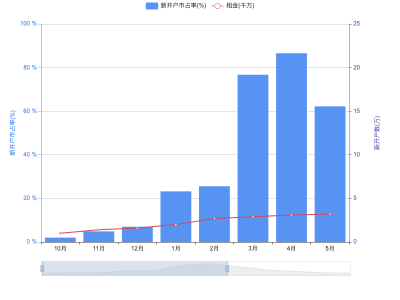 新开户市占率(%) 租金(千万)
100 % 25
80 % 20
60 % 15
40 % 10
20 % 5
0 % 0
新开户市占率(%)
新开户数(万)
10月 11月 12月 1月 2月 3月 4月 5月